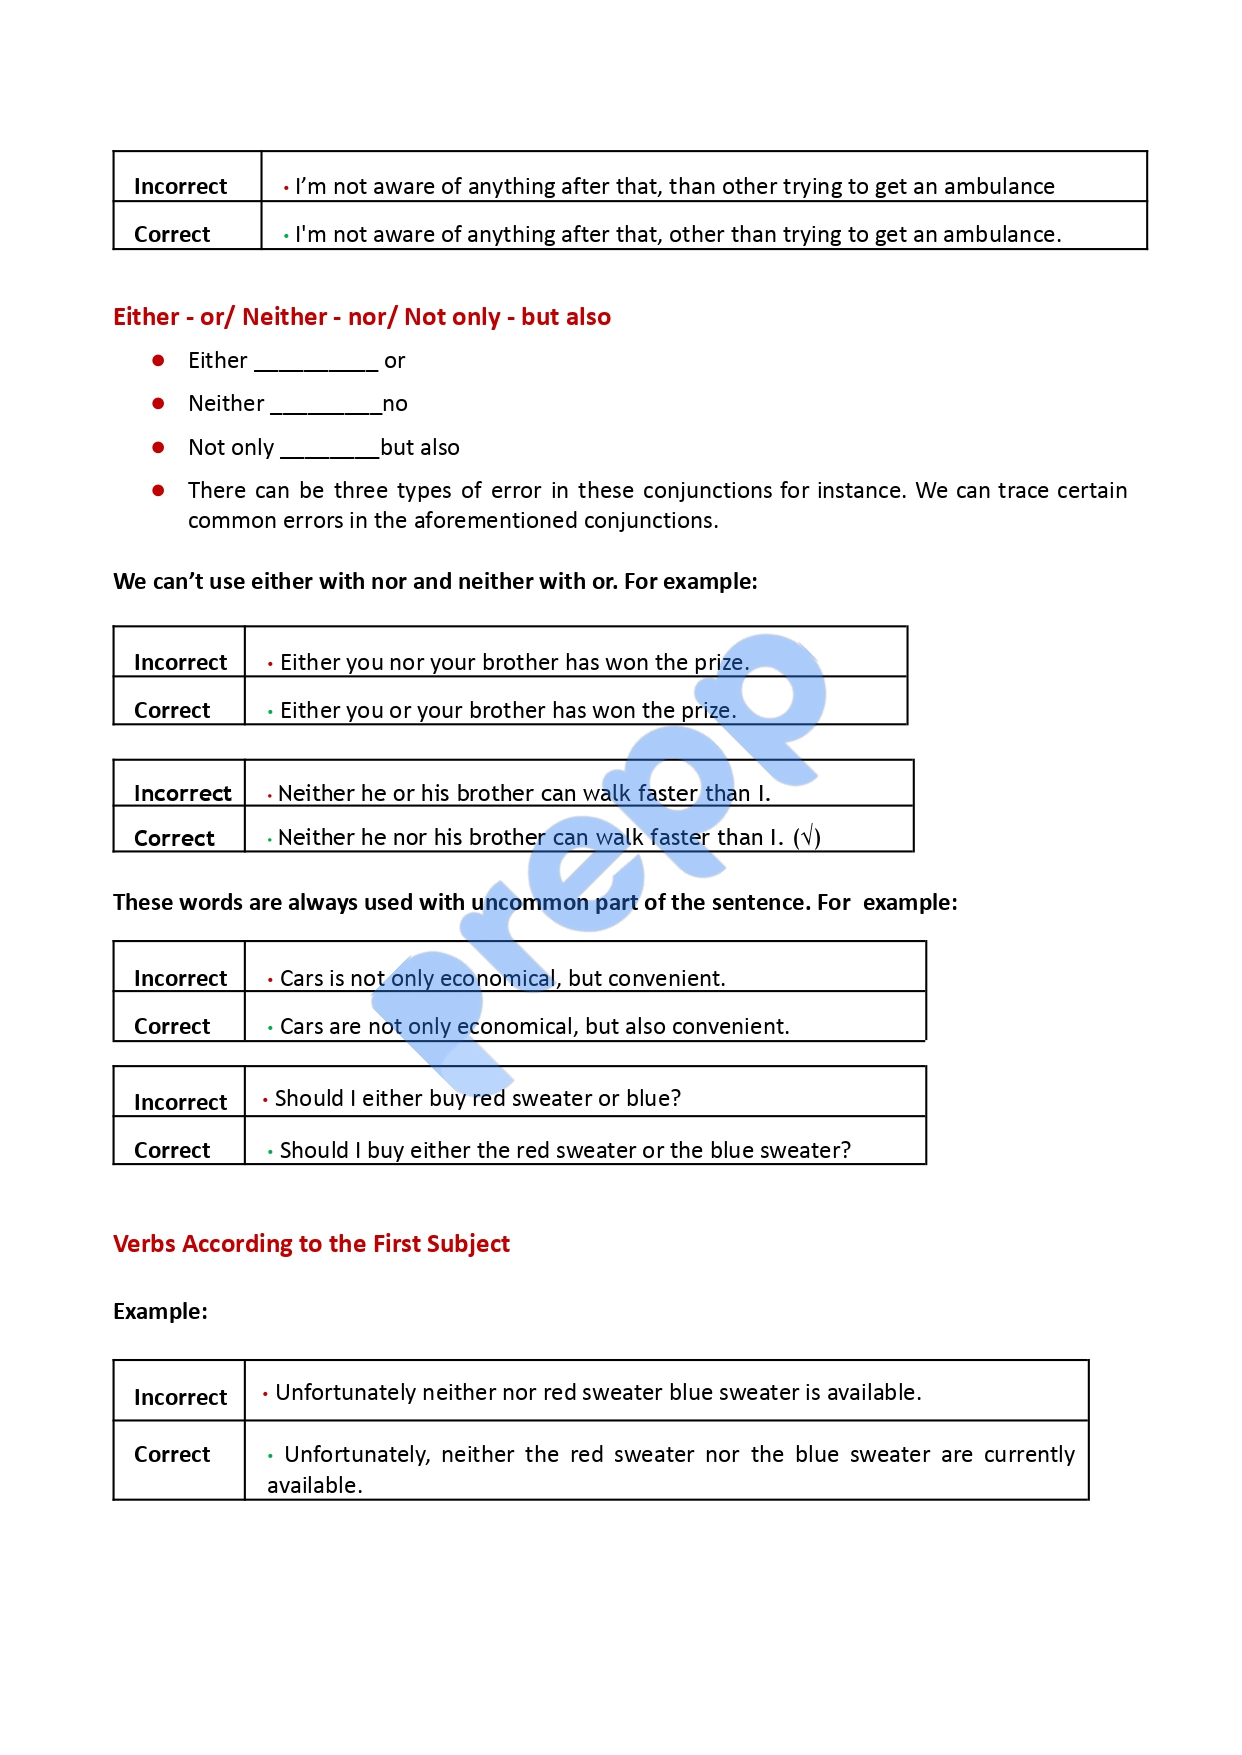 Incorrect • I’m not aware of anything after that, than other trying to get an ambulance
Correct • I'm not aware of anything after that, other than trying to get an ambulance.
Either - or/ Neither - nor/ Not only - but also
● Either __________ or
● Neither _________no
● Not only ________but also
● There can be three types of error in these conjunctions for instance. We can trace certain
common errors in the aforementioned conjunctions.
We can’t use either with nor and neither with or. For example:
Incorrect • Either you nor your brother has won the prize.
Correct • Either you or your brother has won the prize.
Incorrect • Neither he or his brother can walk faster than I.
Correct • Neither he nor his brother can walk faster than I. (√)
These words are always used with uncommon part of the sentence. For example:
Incorrect • Cars is not only economical, but convenient.
Correct • Cars are not only economical, but also convenient.
Incorrect • Should I either buy red sweater or blue?
Correct • Should I buy either the red sweater or the blue sweater?
Verbs According to the First Subject
Example:
Incorrect • Unfortunately neither nor red sweater blue sweater is available.
Correct • Unfortunately, neither the red sweater nor the blue sweater are currently
available.
prepp